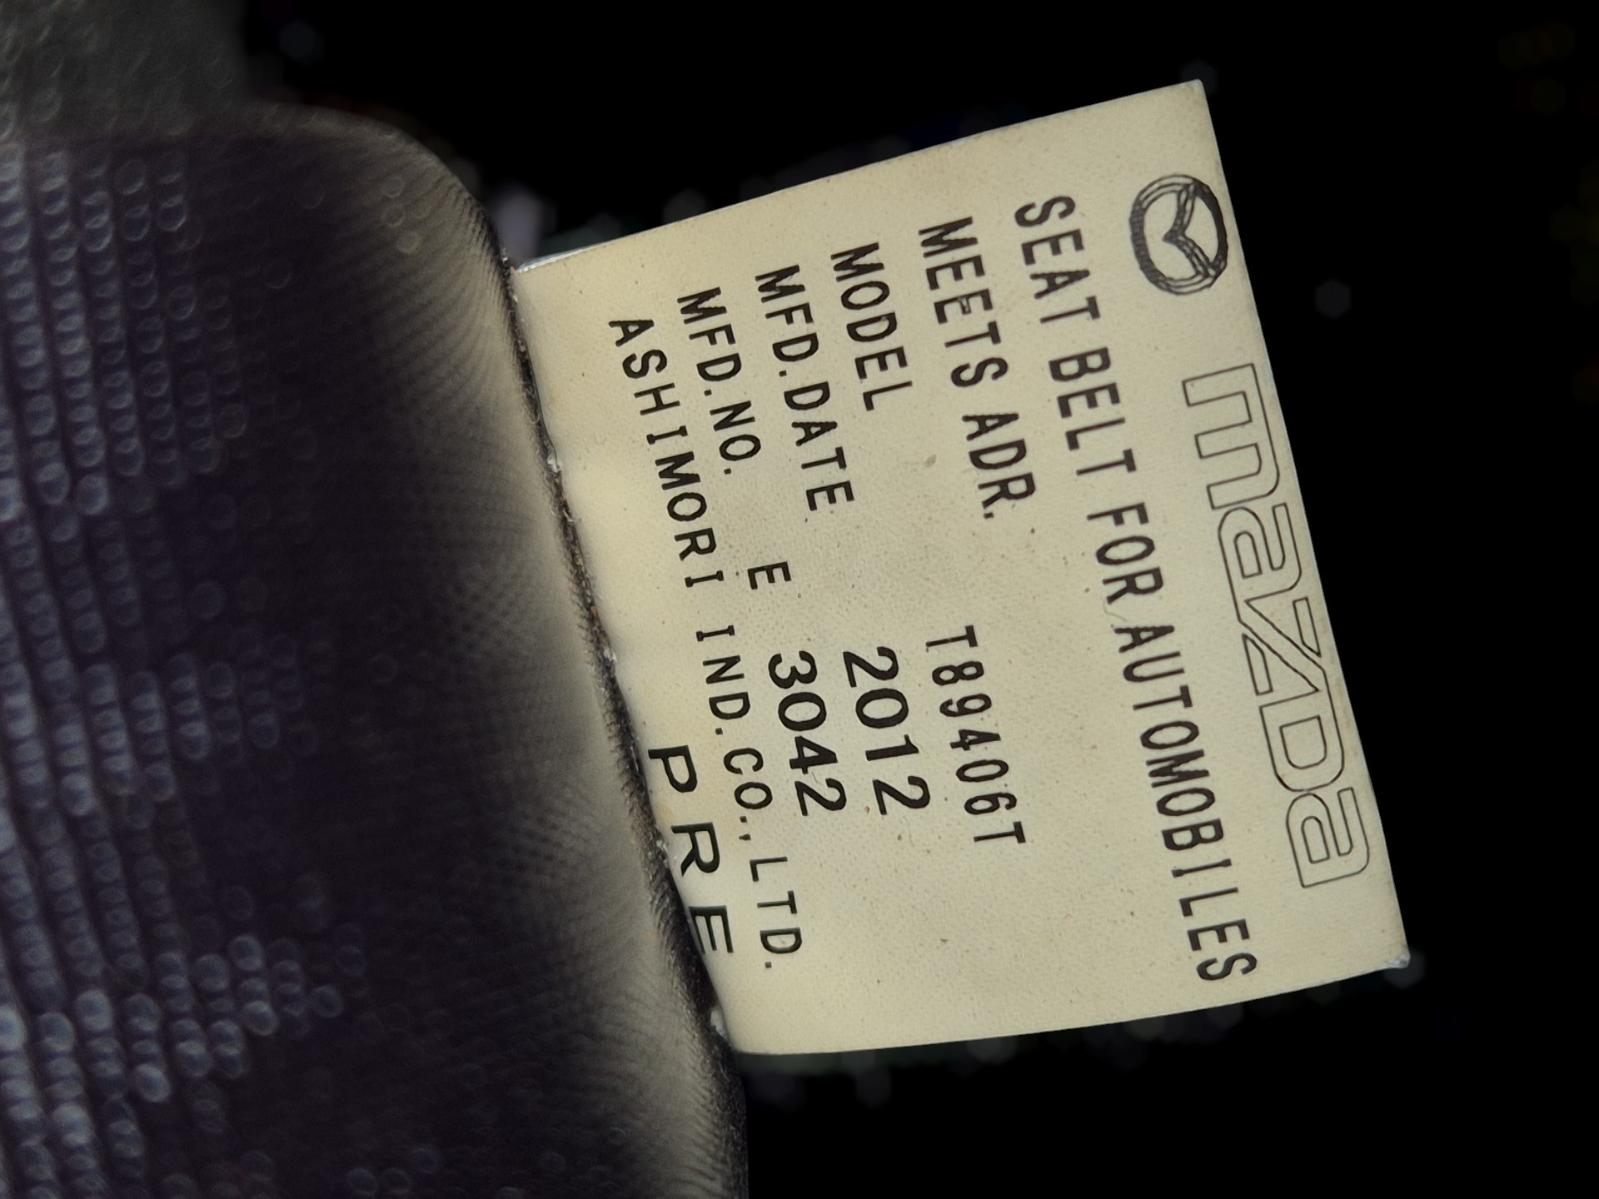 mazda
SEAT BELT FOR AUTOMOBILES
MEETS ADR.
MODEL T89406T
MFD.DATE 2012
MFD.NO. E 3042
ASHIMORI IND.CO.,LTD.
PRE